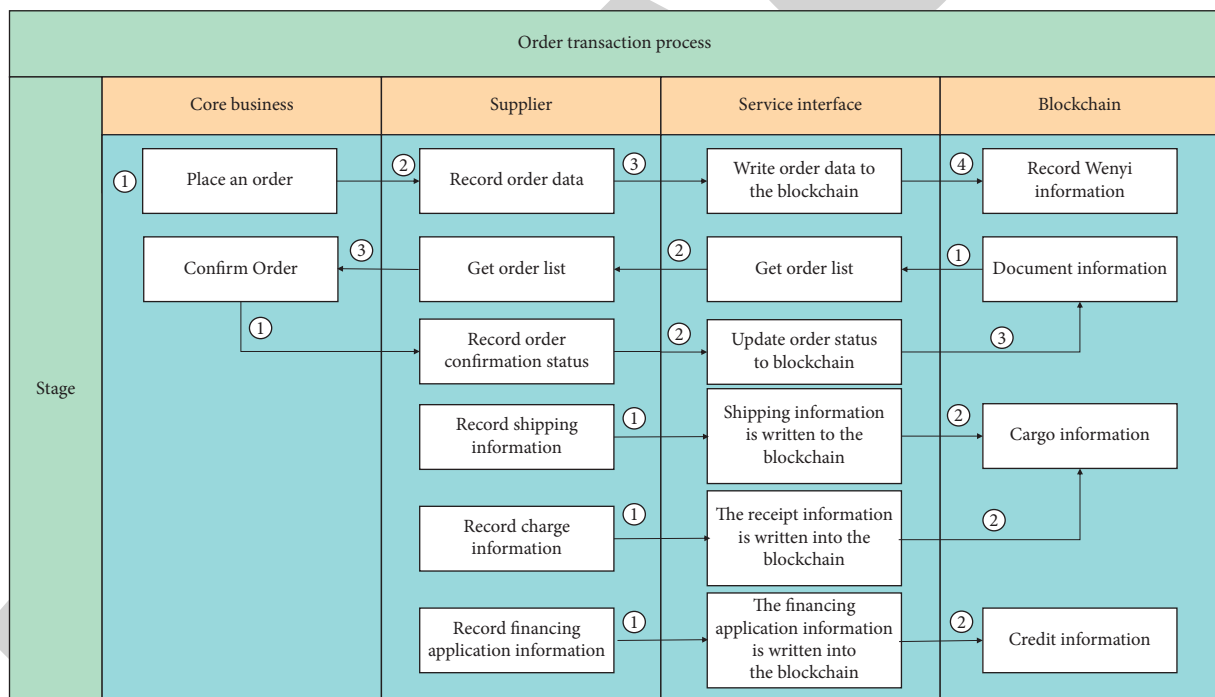 Order transaction process
Core business
Supplier
Service interface
Blockchain
Stage
1
Place an order
2
Record order data
3
Write order data to
the blockchain
4
Record Wenyi
information
Confirm Order
3
Get order list
2
Get order list
1
Document information
1
Record order
confirmation status
2
Update order status
to blockchain
3
Record shipping
information
1
Shipping information
is written to the
blockchain
2
Cargo information
Record charge
information
1
The receipt information
is written into the
blockchain
2
Record financing
application information
1
The financing
application information
is written into
the blockchain
2
Credit information